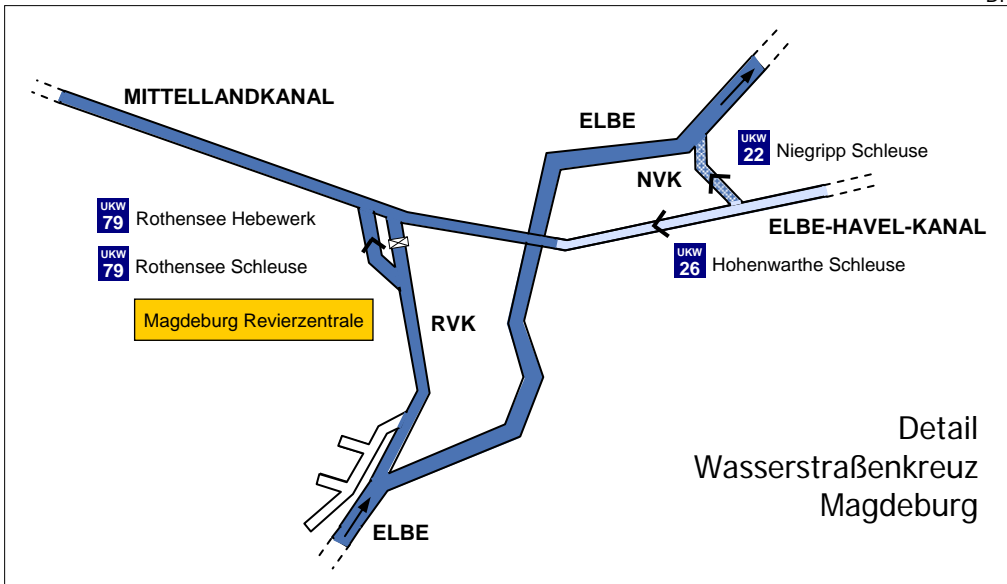 MITTELLANDKANAL
ELBE
UKW
22 Niegripp Schleuse
NVK
UKW
79 Rothensee Hebewerk
ELBE-HAVEL-KANAL
UKW
79 Rothensee Schleuse
UKW
26 Hohenwarthe Schleuse
Magdeburg Revierzentrale
RVK
Detail
Wasserstraßenkreuz
Magdeburg
ELBE